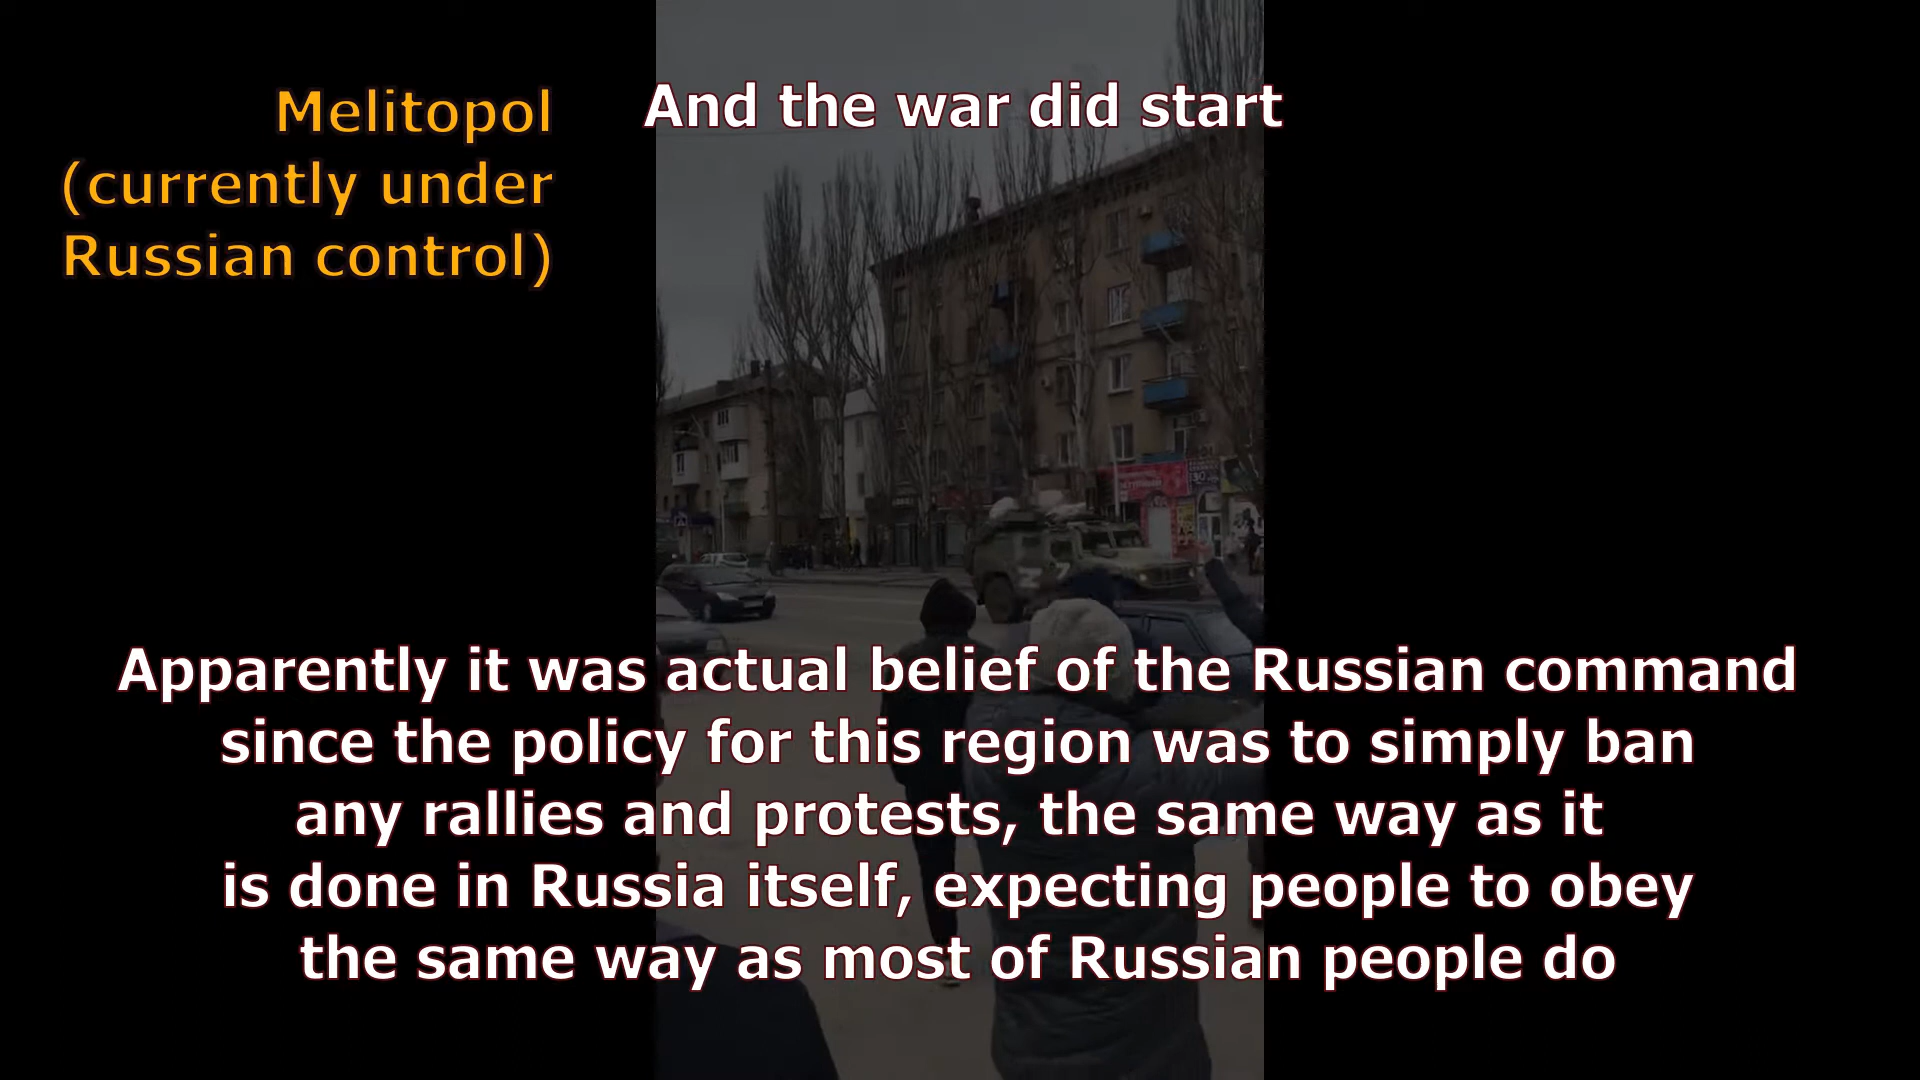 Melitopol
(currently under
Russian control)
And the war did start
Apparently it was actual belief of the Russian command
since the policy for this region was to simply ban
any rallies and protests, the same way as it
is done in Russia itself, expecting people to obey
the same way as most of Russian people do
Z
30